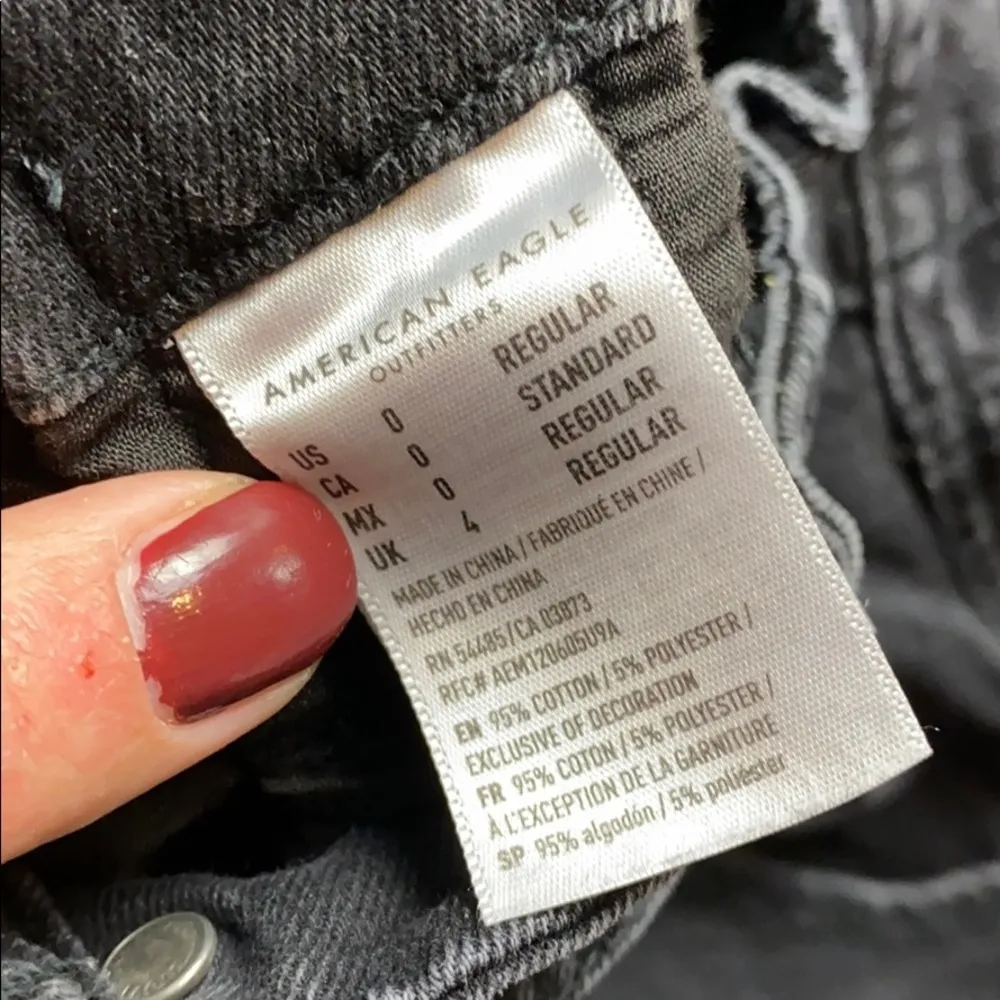 AMERICAN EAGLE
OUTFITTERS
US 0 REGULAR
CA 0 STANDARD
MX 0 REGULAR
UK 4 REGULAR
MADE IN CHINA / FABRIQUÉ EN CHINE /
HECHO EN CHINA
RN 54485/CA 03873
RFC# AEM120605U9A
EN 95% COTTON / 5% POLYESTER /
EXCLUSIVE OF DECORATION
FR 95% COTON / 5% POLYESTER /
À L'EXCEPTION DE LA GARNITURE
SP 95% algodón / 5% poliéster